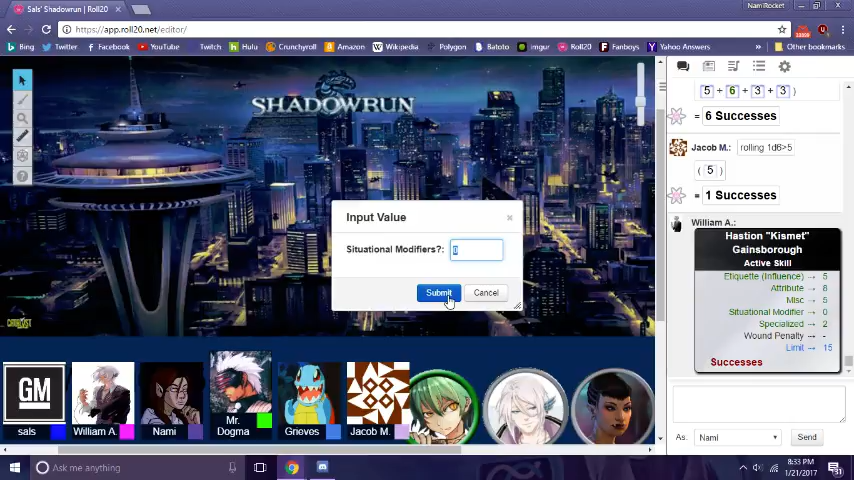 Sals' Shadowrun | Roll20
Nam Rocket
https://app.roll20.net/editor/
Bing
Twitter
Facebook
YouTube
Twitch
Hulu
Crunchyroll
Amazon
Wikipedia
Polygon
Batoto
imgur
Roll20
Fanboys
Yahoo Answers
Other bookmarks
SHADOWRUN
CATALYST
Input Value
Situational Modifiers?: 0
Submit
Cancel
5 + 6 + 3 + 3 )
= 6 Successes
Jacob M.: rolling 1d6>5
( 5 )
= 1 Successes
William A.:
Hastion "Kismet"
Gainsborough
Active Skill
Etiquette (Influence) → 5
Attribute → 8
Misc → 5
Situational Modifier → 0
Specialized → 2
Wound Penalty → -
Limit → 15
Successes
GM
sals
William A.
Nami
Mr.
Dogma
Grieves
Jacob M.
As: Nami
Send
Ask me anything
8:33 PM
1/21/2017